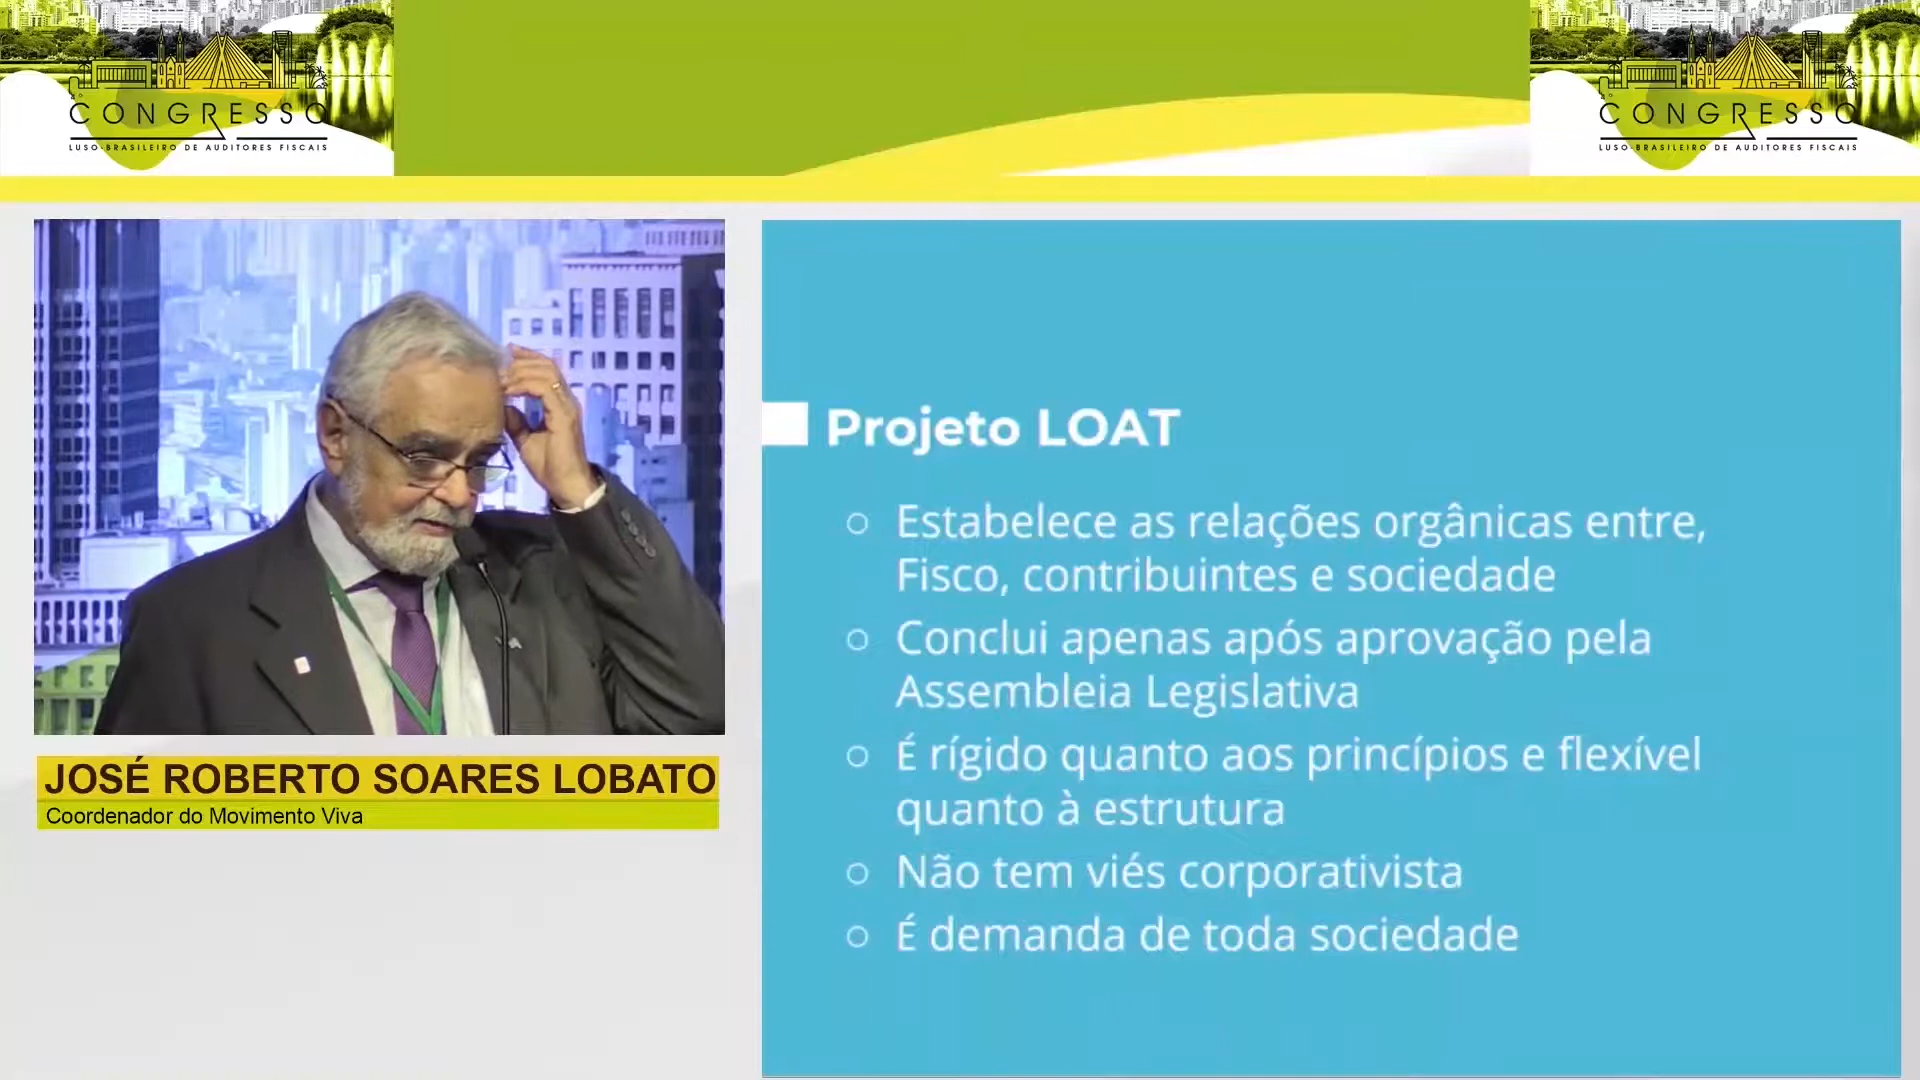 CONGRESSO
LUSO-BRASILEIRO DE AUDITORES FISCAIS
CONGRESSO
LUSO-BRASILEIRO DE AUDITORES FISCAIS
JOSÉ ROBERTO SOARES LOBATO
Coordenador do Movimento Viva
Projeto LOAT
○ Estabelece as relações orgânicas entre,
Fisco, contribuintes e sociedade
○ Conclui apenas após aprovação pela
Assembleia Legislativa
○ É rígido quanto aos princípios e flexível
quanto à estrutura
○ Não tem viés corporativista
○ É demanda de toda sociedade